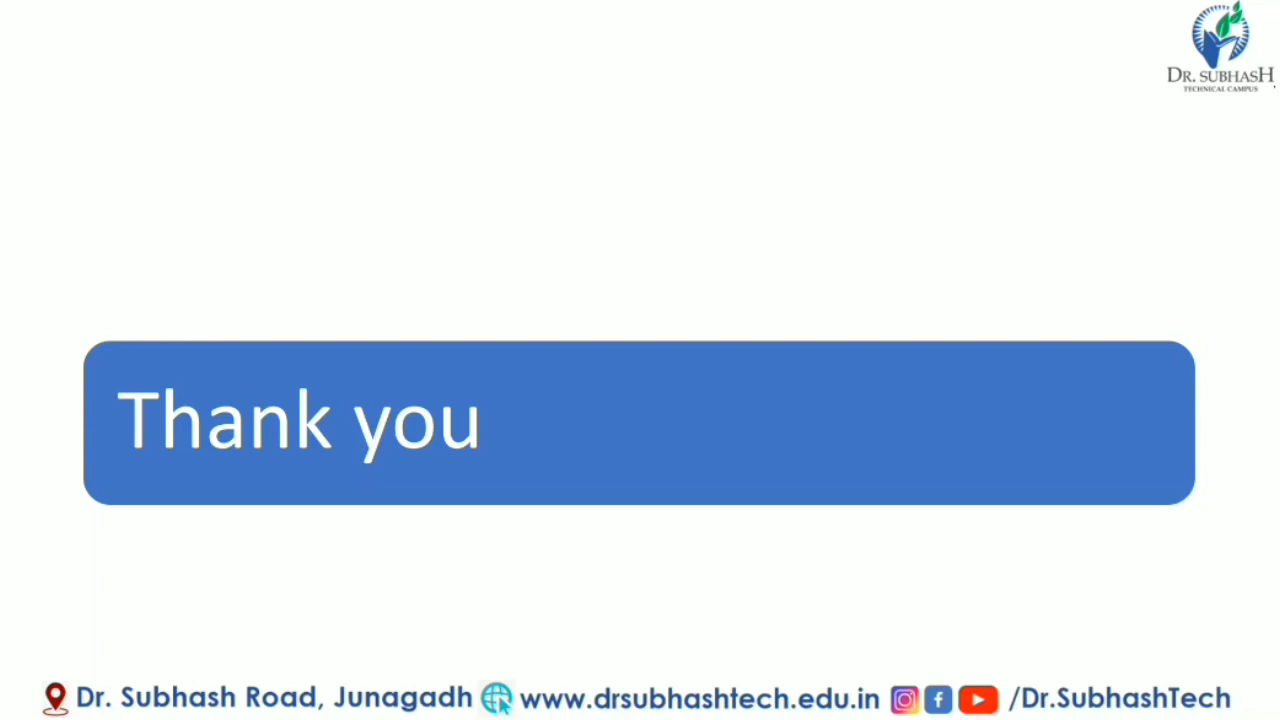 DR. SUBHASH
TECHNICAL CAMPUS
Thank you
Dr. Subhash Road, Junagadh www.drsubhashtech.edu.in /Dr.SubhashTech